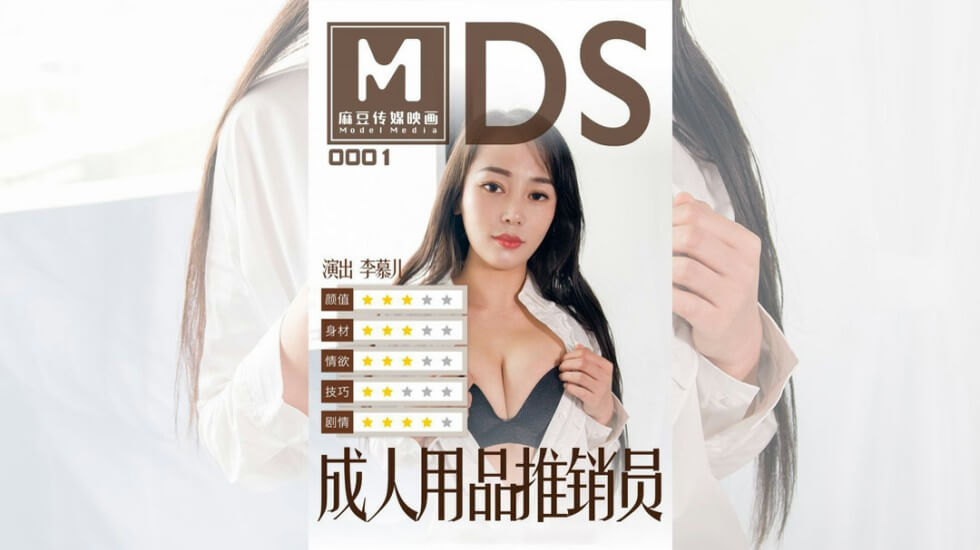 MDS
麻豆传媒映画
Model Media
0001
演出 李慕儿
颜值
身材
情欲
技巧
剧情
成人用品推销员